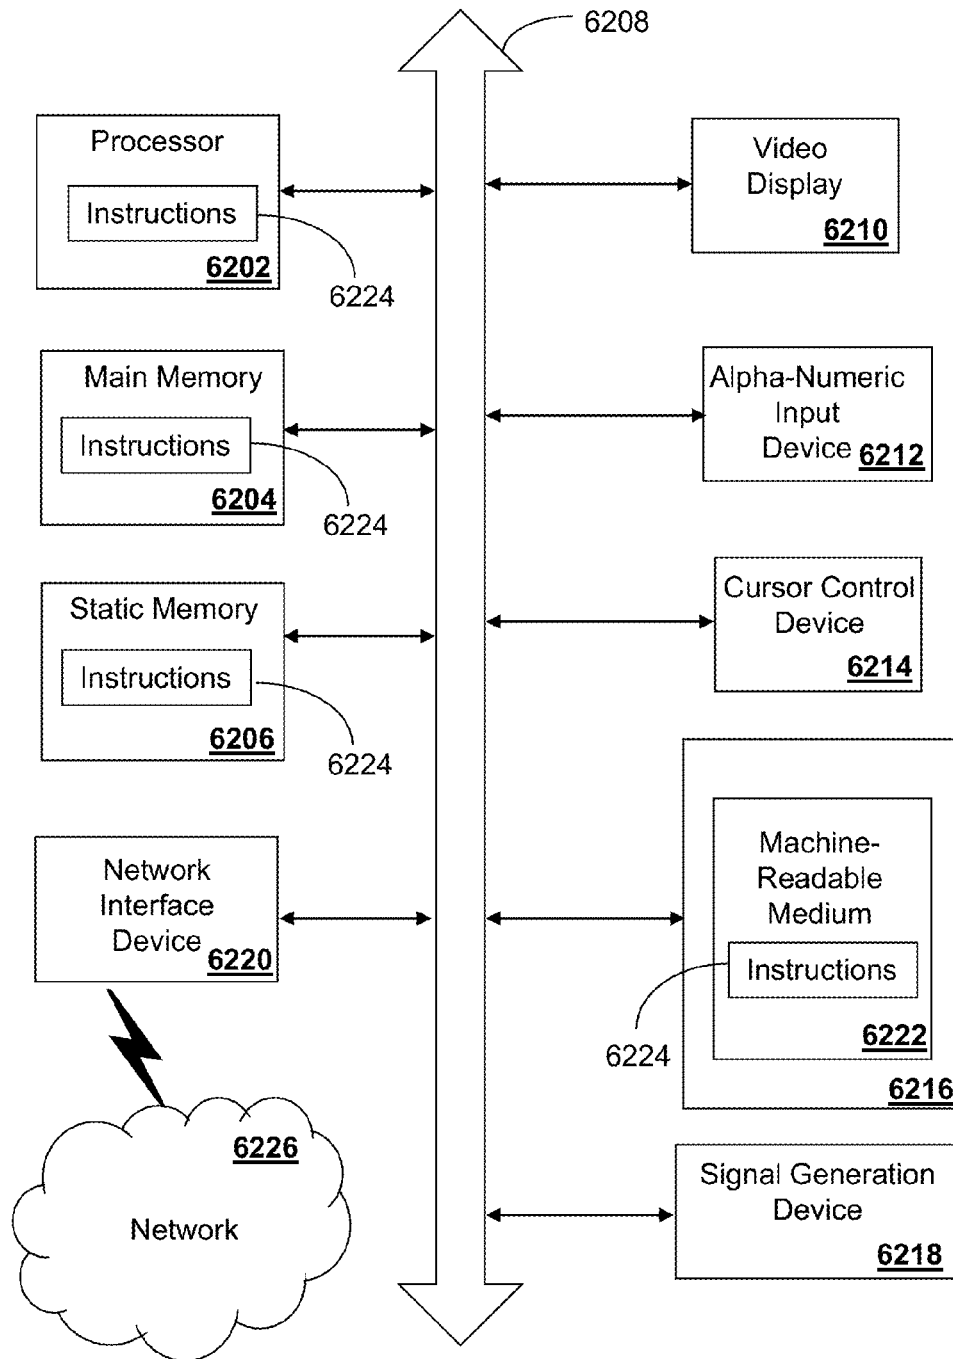 6208
Processor
Instructions
6202
6224
Main Memory
Instructions
6204
6224
Static Memory
Instructions
6206
6224
Network
Interface
Device
6220
6226
Network
Video
Display
6210
Alpha-Numeric
Input
Device
6212
Cursor Control
Device
6214
Machine-
Readable
Medium
Instructions
6224
6222
6216
Signal Generation
Device
6218